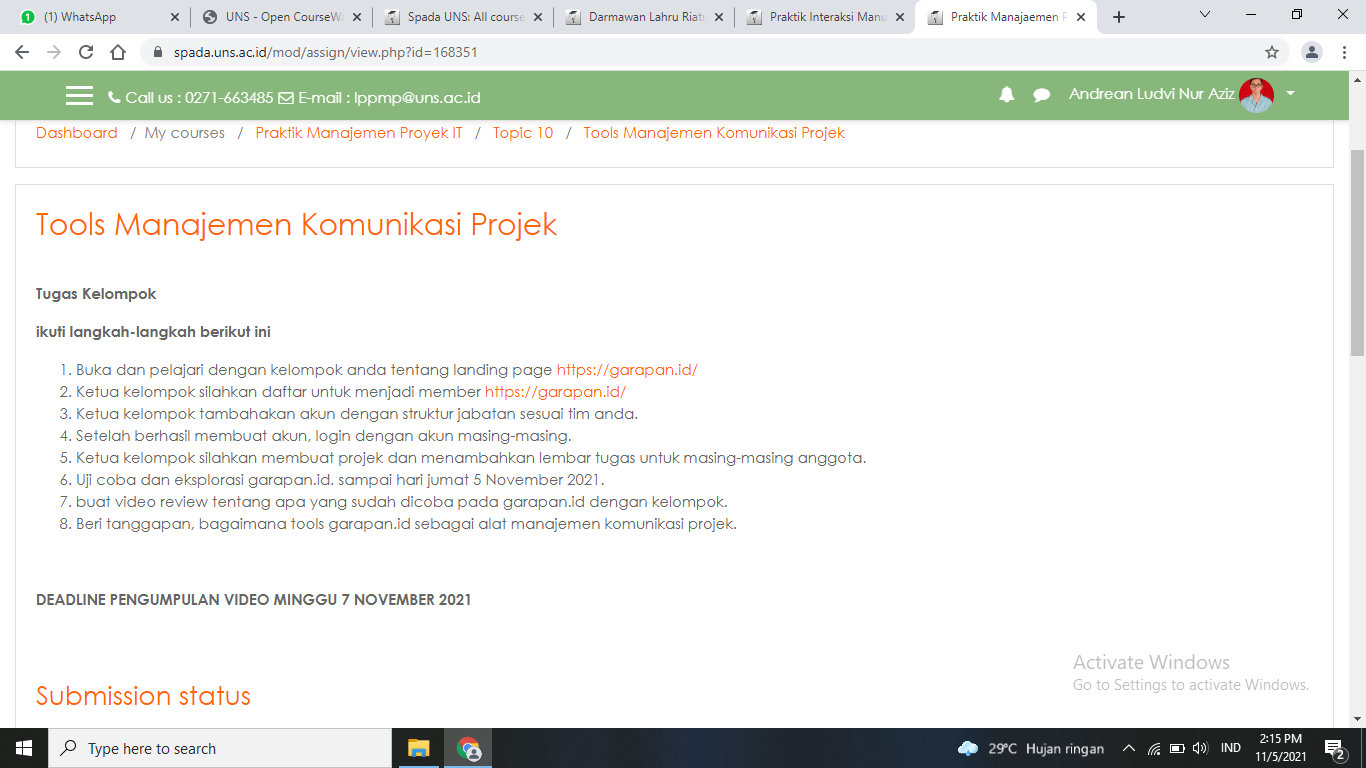 (1) WhatsApp
UNS - Open CourseWa
Spada UNS: All course
Darmawan Lahru Riatr
Praktik Interaksi Manu
Praktik Manajaemen P
spada.uns.ac.id/mod/assign/view.php?id=168351
Call us : 0271-663485 E-mail : lppmp@uns.ac.id
Andrean Ludvi Nur Aziz
Dashboard / My courses / Praktik Manajemen Proyek IT / Topic 10 / Tools Manajemen Komunikasi Projek
Tools Manajemen Komunikasi Projek
Tugas Kelompok
ikuti langkah-langkah berikut ini
1. Buka dan pelajari dengan kelompok anda tentang landing page https://garapan.id/
2. Ketua kelompok silahkan daftar untuk menjadi member https://garapan.id/
3. Ketua kelompok tambahakan akun dengan struktur jabatan sesuai tim anda.
4. Setelah berhasil membuat akun, login dengan akun masing-masing.
5. Ketua kelompok silahkan membuat projek dan menambahkan lembar tugas untuk masing-masing anggota.
6. Uji coba dan eksplorasi garapan.id. sampai hari jumat 5 November 2021.
7. buat video review tentang apa yang sudah dicoba pada garapan.id dengan kelompok.
8. Beri tanggapan, bagaimana tools garapan.id sebagai alat manajemen komunikasi projek.
DEADLINE PENGUMPULAN VIDEO MINGGU 7 NOVEMBER 2021
Activate Windows
Go to Settings to activate Windows.
Submission status
Type here to search
29°C Hujan ringan
IND
2:15 PM
11/5/2021
2